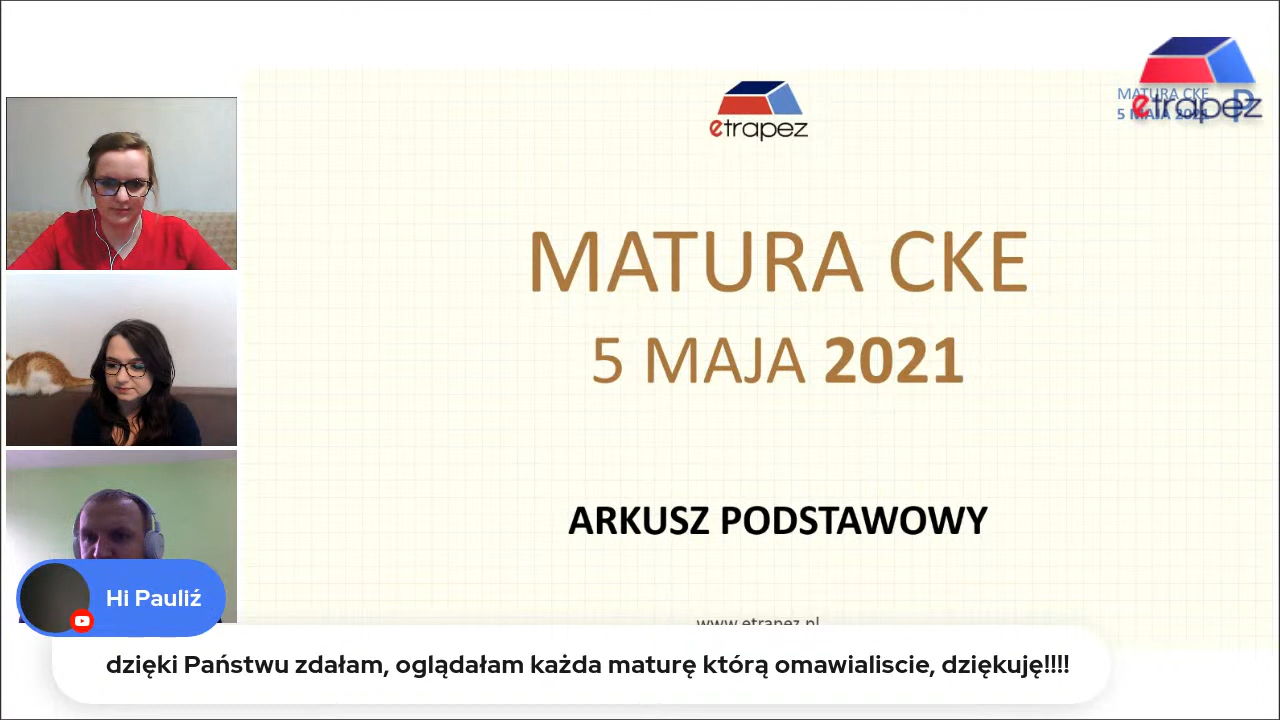 etrapez
MATURA CKE
5 MAJA 2021
P
etrapez
MATURA CKE
5 MAJA 2021
ARKUSZ PODSTAWOWY
www.etrapez.pl
Hi Pauliź
dzięki Państwu zdałam, oglądałam każda maturę którą omawialiscie, dziękuję!!!!